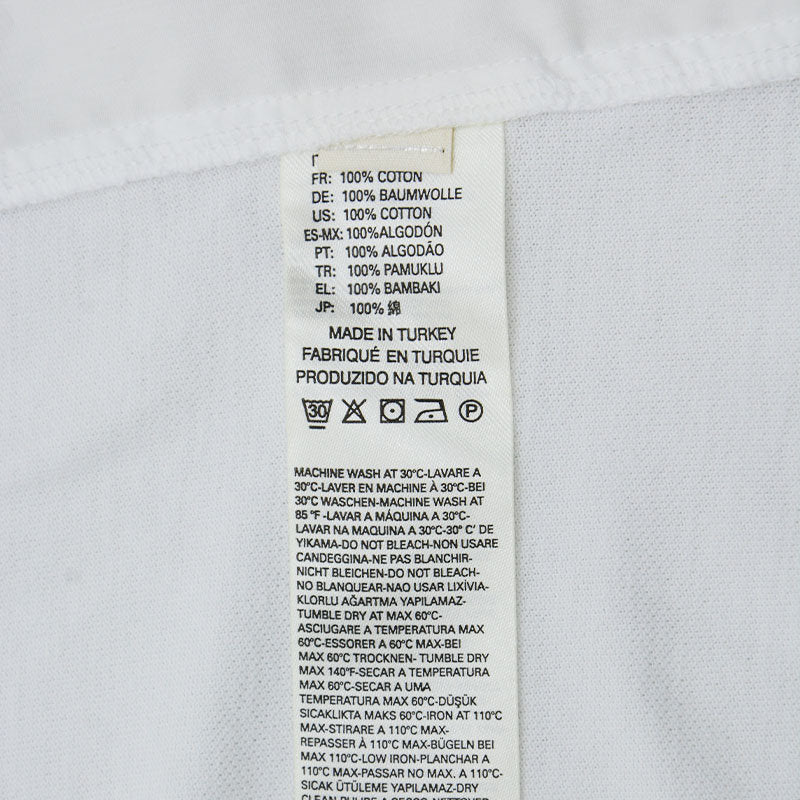 FR: 100% COTON
DE: 100% BAUMWOLLE
US: 100% COTTON
ES-MX: 100%ALGODÓN
PT: 100% ALGODÃO
TR: 100% PAMUKLU
EL: 100% BAMBAKI
JP: 100% 綿
MADE IN TURKEY
FABRIQUÉ EN TURQUIE
PRODUZIDO NA TURQUIA
30 P
MACHINE WASH AT 30°C-LAVARE A
30°C-LAVER EN MACHINE À 30°C-BEI
30°C WASCHEN-MACHINE WASH AT
85 °F -LAVAR A MÁQUINA A 30°C-
LAVAR NA MAQUINA A 30°C-30° C' DE
YIKAMA-DO NOT BLEACH-NON USARE
CANDEGGINA-NE PAS BLANCHIR-
NICHT BLEICHEN-DO NOT BLEACH-
NO BLANQUEAR-NAO USAR LIXÍVIA-
KLORLU AĞARTMA YAPILAMAZ-
TUMBLE DRY AT MAX 60°C-
ASCIUGARE A TEMPERATURA MAX
60°C-ESSORER A 60°C MAX-BEI
MAX 60°C TROCKNEN- TUMBLE DRY
MAX 140°F-SECAR A TEMPERATURA
MAX 60°C-SECAR A UMA
TEMPERATURA MAX 60°C-DÜŞÜK
SICAKLIKTA MAKS 60°C-IRON AT 110°C
MAX-STIRARE A 110°C MAX-
REPASSER À 110°C MAX-BÜGELN BEI
MAX 110°C-LOW IRON-PLANCHAR A
110°C MAX-PASSAR NO MAX. A 110°C-
SICAK ÜTÜLEME YAPILAMAZ-DRY
CLEAN